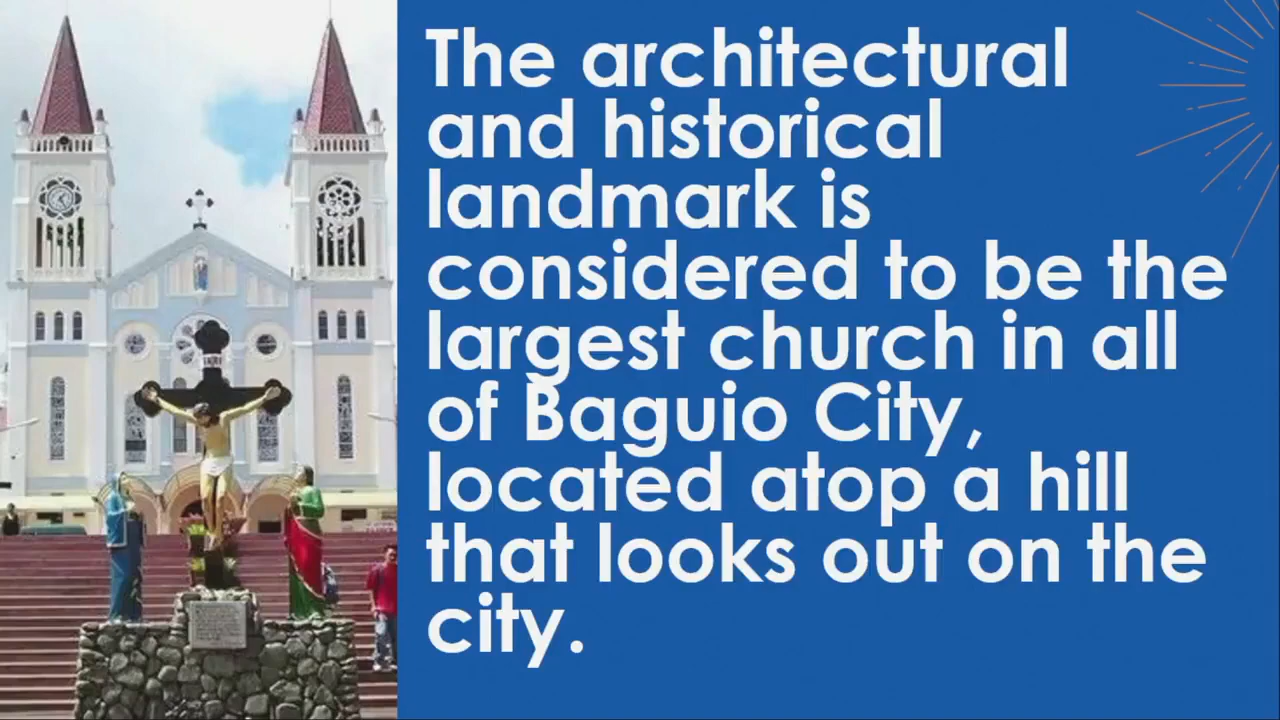 The architectural
and historical
landmark is
considered to be the
largest church in all
of Baguio City,
located atop a hill
that looks out on the
city.